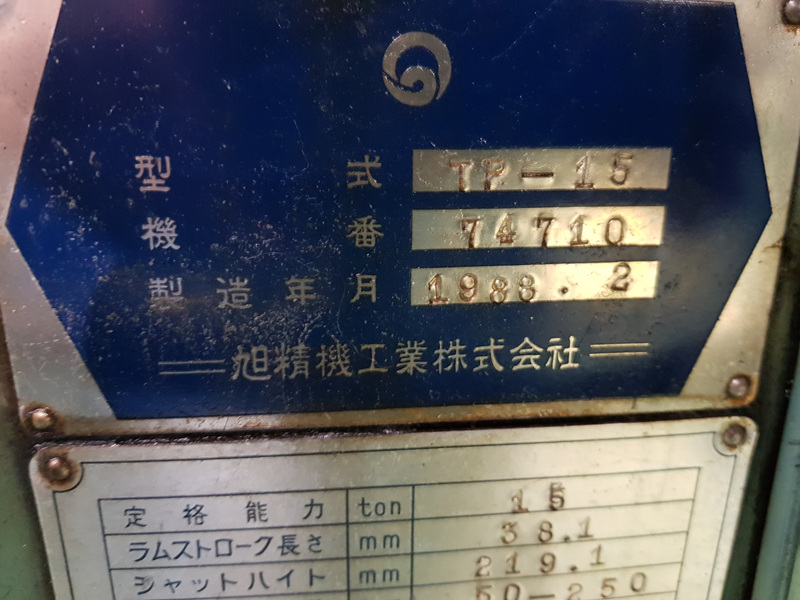 型式 TP-15
機番 74710
製造年月 1988.2
旭精機工業株式会社
定格能力 ton 15
ラムストローク長さ mm 38.1
シャットハイト mm 219.1
50-250